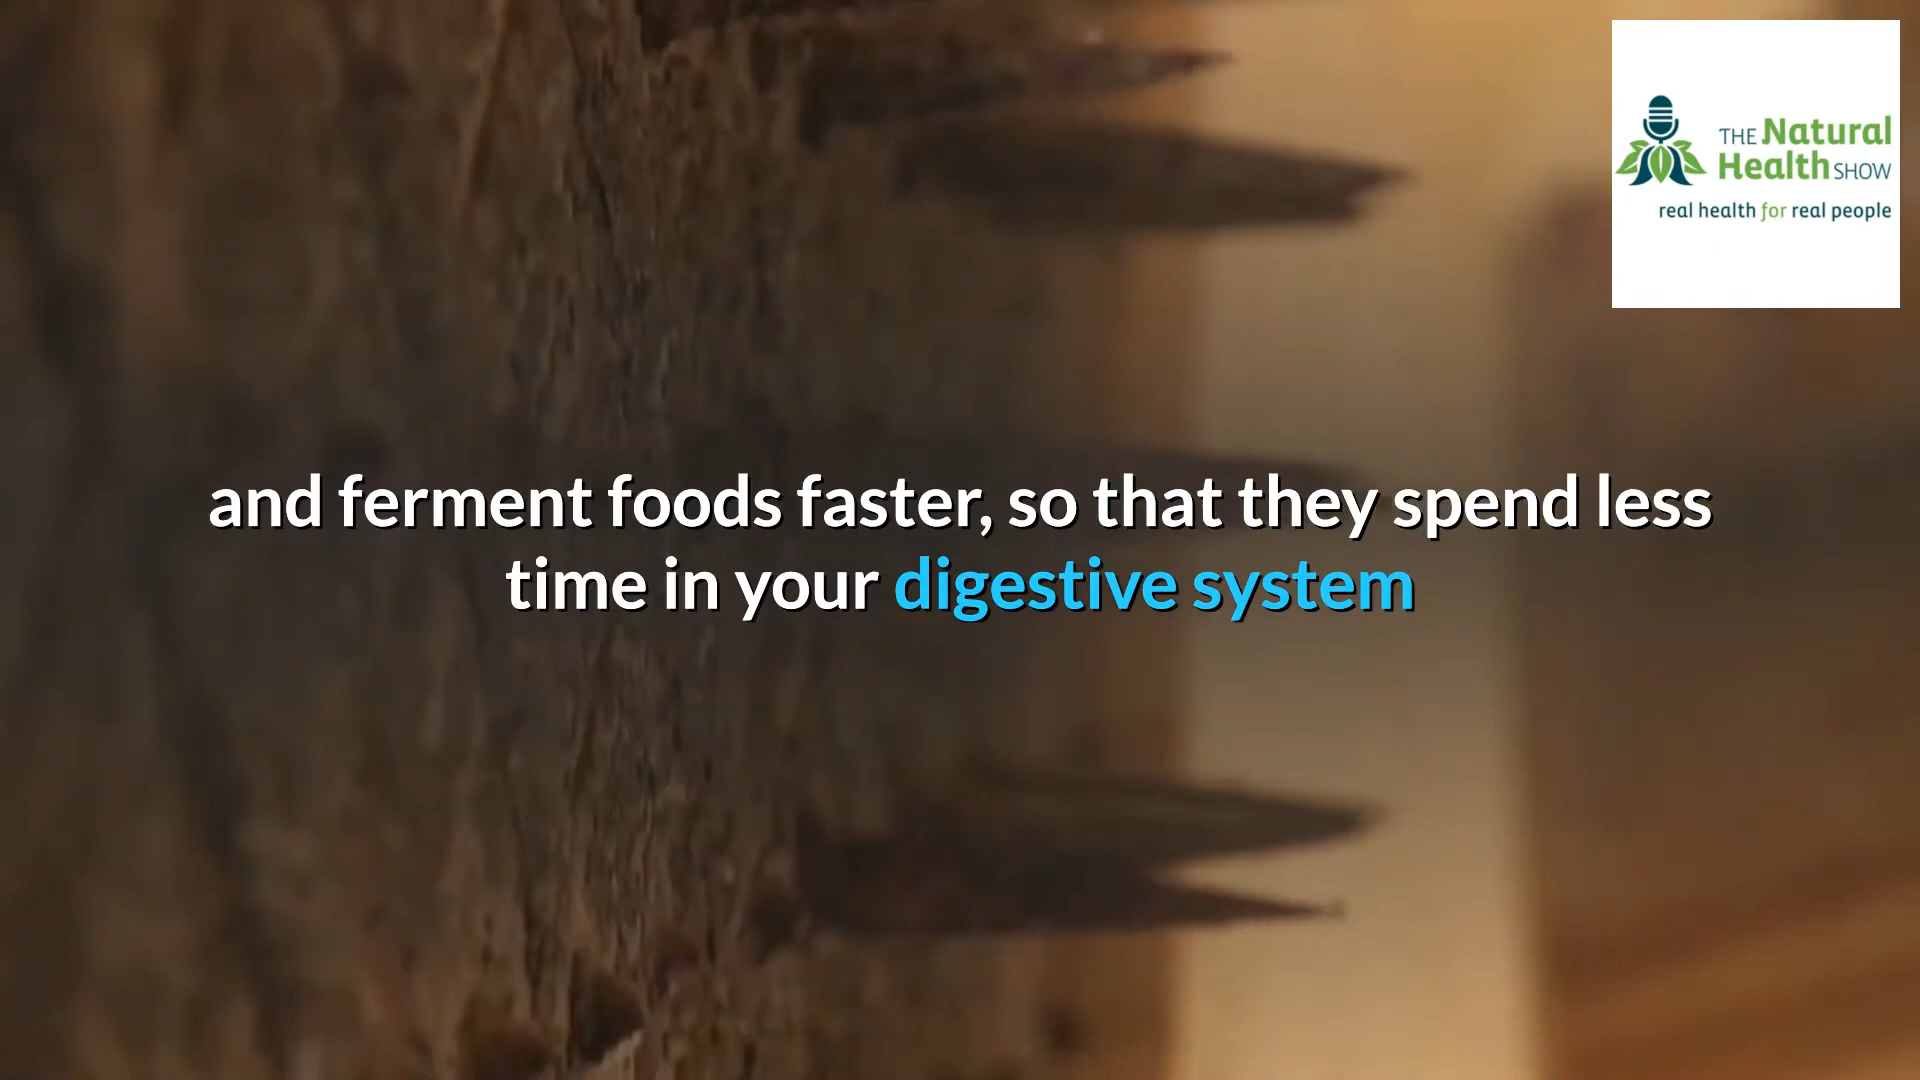 THE Natural
Health SHOW
real health for real people
and ferment foods faster, so that they spend less
time in your digestive system